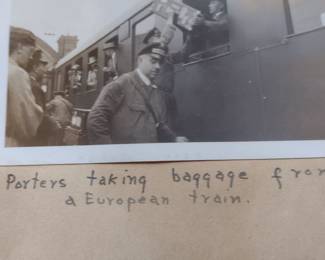 Porters taking baggage from
a European train.